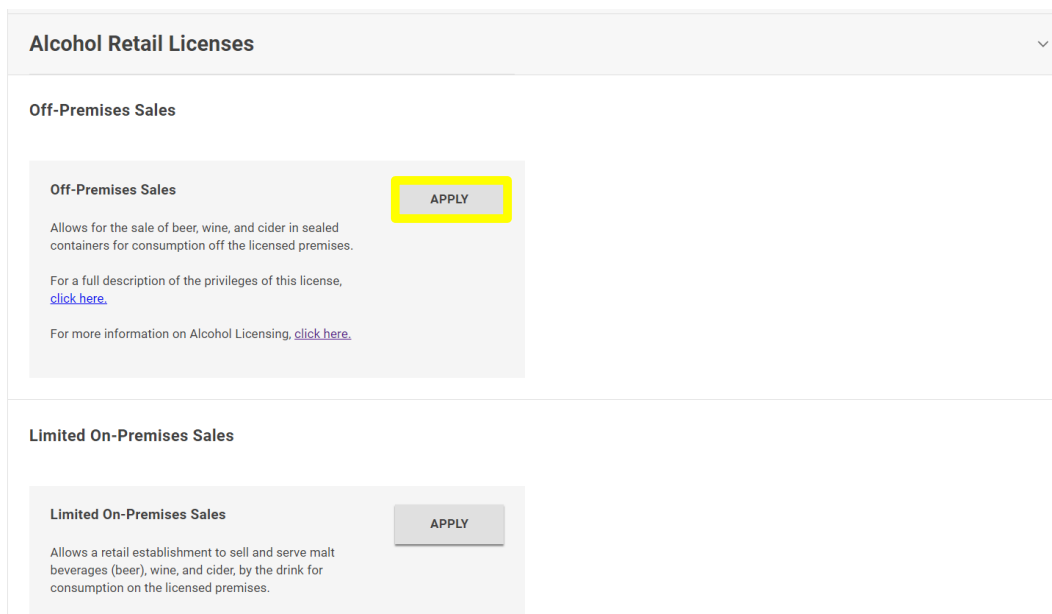 Alcohol Retail Licenses
Off-Premises Sales
Off-Premises Sales
APPLY
Allows for the sale of beer, wine, and cider in sealed
containers for consumption off the licensed premises.
For a full description of the privileges of this license,
click here.
For more information on Alcohol Licensing, click here.
Limited On-Premises Sales
Limited On-Premises Sales
APPLY
Allows a retail establishment to sell and serve malt
beverages (beer), wine, and cider, by the drink for
consumption on the licensed premises.